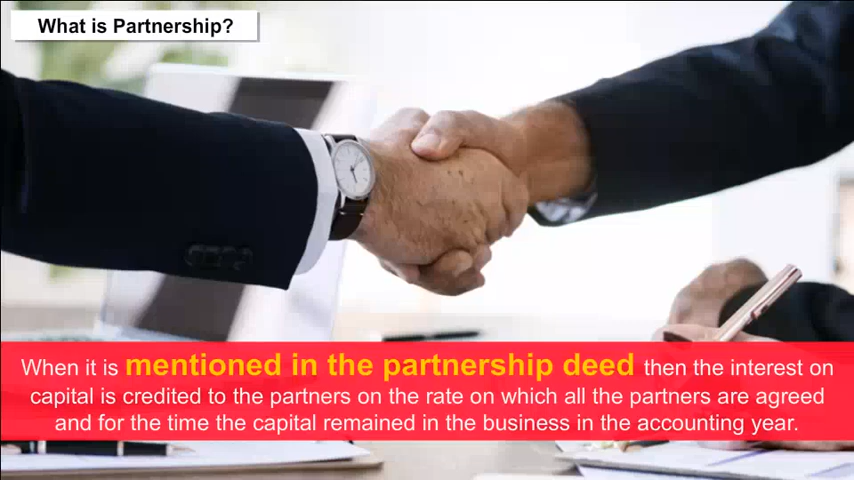 What is Partnership?
When it is mentioned in the partnership deed then the interest on
capital is credited to the partners on the rate on which all the partners are agreed
and for the time the capital remained in the business in the accounting year.